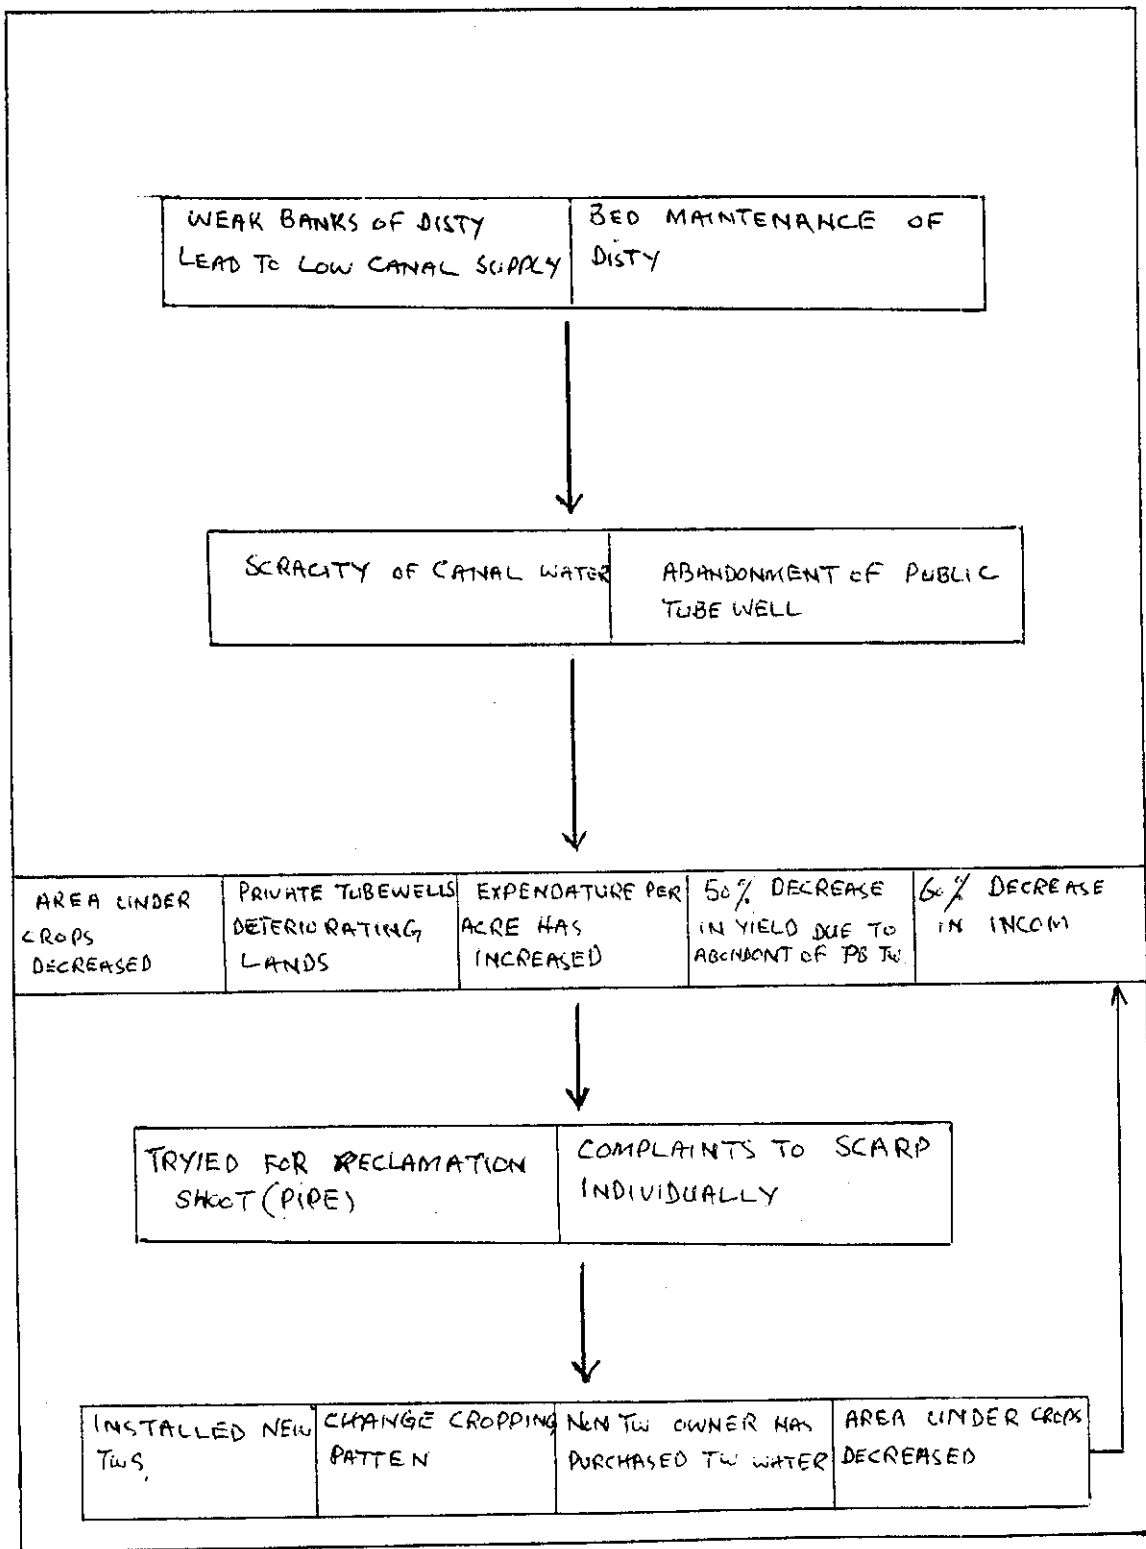 WEAK BANKS OF DISTY
LEAD TO LOW CANAL SUPPLY
BED MAINTENANCE OF
DISTY
SCRACITY OF CANAL WATER
ABANDONMENT OF PUBLIC
TUBE WELL
AREA UNDER
CROPS
DECREASED
PRIVATE TUBEWELLS
DETERIORATING
LANDS
EXPENDATURE PER
ACRE HAS
INCREASED
50% DECREASE
IN YIELD DUE TO
ABONDONT OF PB TW
60% DECREASE
IN INCOM
TRYIED FOR RECLAMATION
SHOOT (PIPE)
COMPLAINTS TO SCARP
INDIVIDUALLY
INSTALLED NEW
TWS,
CHANGE CROPPING
PATTEN
NON TW OWNER HAS
PURCHASED TW WATER
AREA UNDER CROPS
DECREASED